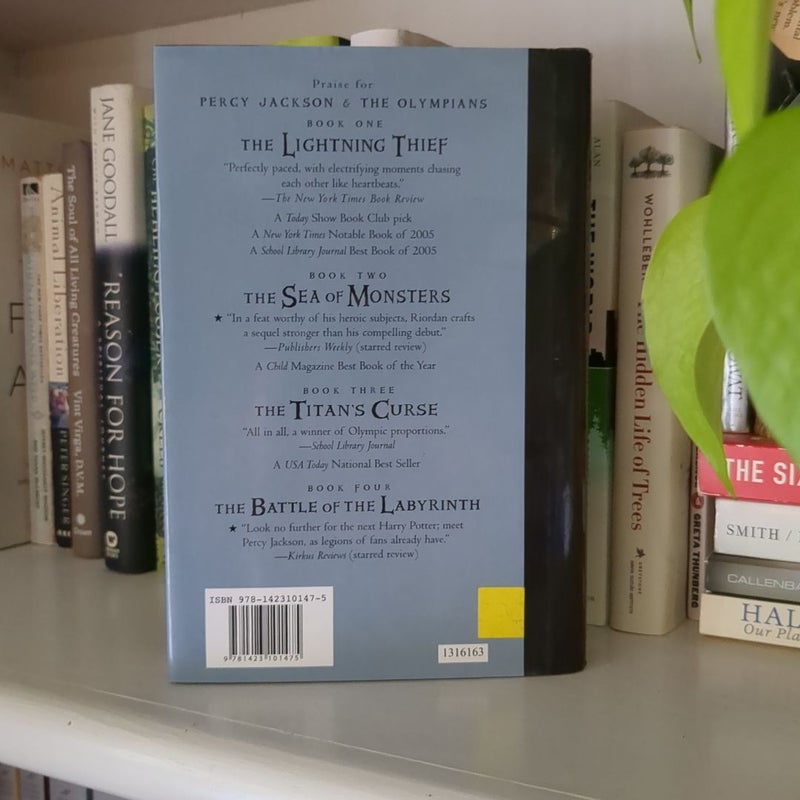 Praise for
PERCY JACKSON & THE OLYMPIANS
BOOK ONE
THE LIGHTNING THIEF
"Perfectly paced, with electrifying moments chasing
each other like heartbeats."
—The New York Times Book Review
A Today Show Book Club pick
A New York Times Notable Book of 2005
A School Library Journal Best Book of 2005
BOOK TWO
THE SEA OF MONSTERS
★ "In a feat worthy of his heroic subjects, Riordan crafts
a sequel stronger than his compelling debut."
—Publishers Weekly (starred review)
A Child Magazine Best Book of the Year
BOOK THREE
THE TITAN'S CURSE
"All in all, a winner of Olympic proportions."
—School Library Journal
A USA Today National Best Seller
BOOK FOUR
THE BATTLE OF THE LABYRINTH
★ "Look no further for the next Harry Potter; meet
Percy Jackson, as legions of fans already have."
—Kirkus Reviews (starred review)
ISBN 978-142310147-5
9 781423 101475
1316163
Animal Liberation
PETER SINGER
The Soul of All Living Creatures
Vint Virga, D.V.M.
JANE GOODALL
REASON FOR HOPE
ALAN
WOHLLEBEN
The Hidden Life of Trees
GREYSTONE
GRETA THUNBERG
THE SI
SMITH /
CALLENBA
HAL
Our Pla